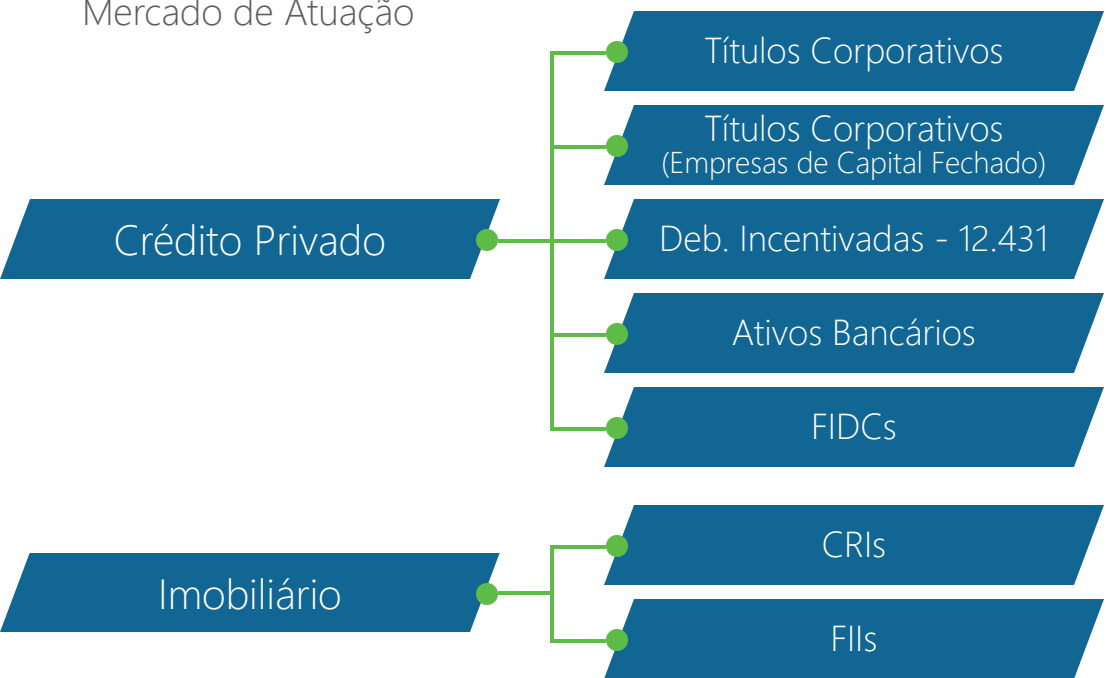 Mercado de Atuação
Títulos Corporativos
Títulos Corporativos
(Empresas de Capital Fechado)
Crédito Privado
Deb. Incentivadas - 12.431
Ativos Bancários
FIDCs
CRIs
Imobiliário
FIIs